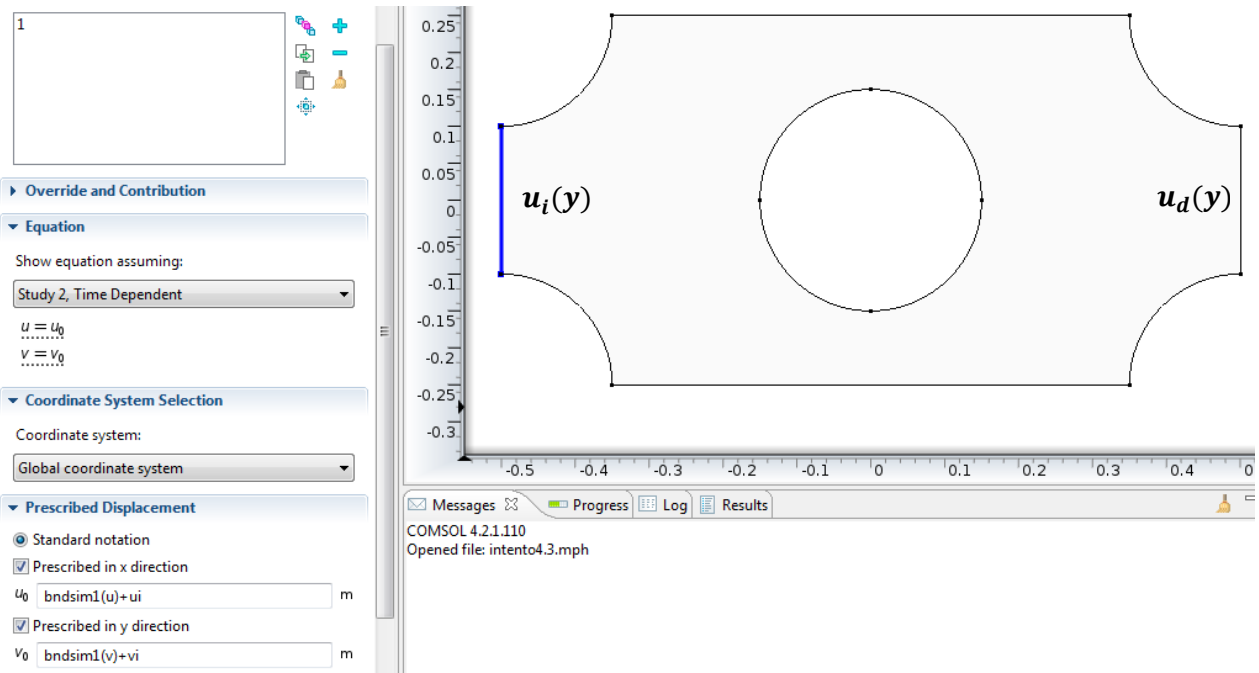 1
Override and Contribution
Equation
Show equation assuming:
Study 2, Time Dependent
u = u0
v = v0
Coordinate System Selection
Coordinate system:
Global coordinate system
Prescribed Displacement
Standard notation
Prescribed in x direction
u0 bndsim1(u)+ui m
Prescribed in y direction
v0 bndsim1(v)+vi m
0.25
0.2
0.15
0.1
0.05
0
-0.05
-0.1
-0.15
-0.2
-0.25
-0.3
ui(y)
ud(y)
-0.5 -0.4 -0.3 -0.2 -0.1 0 0.1 0.2 0.3 0.4 0
Messages Progress Log Results
COMSOL 4.2.1.110
Opened file: intento4.3.mph